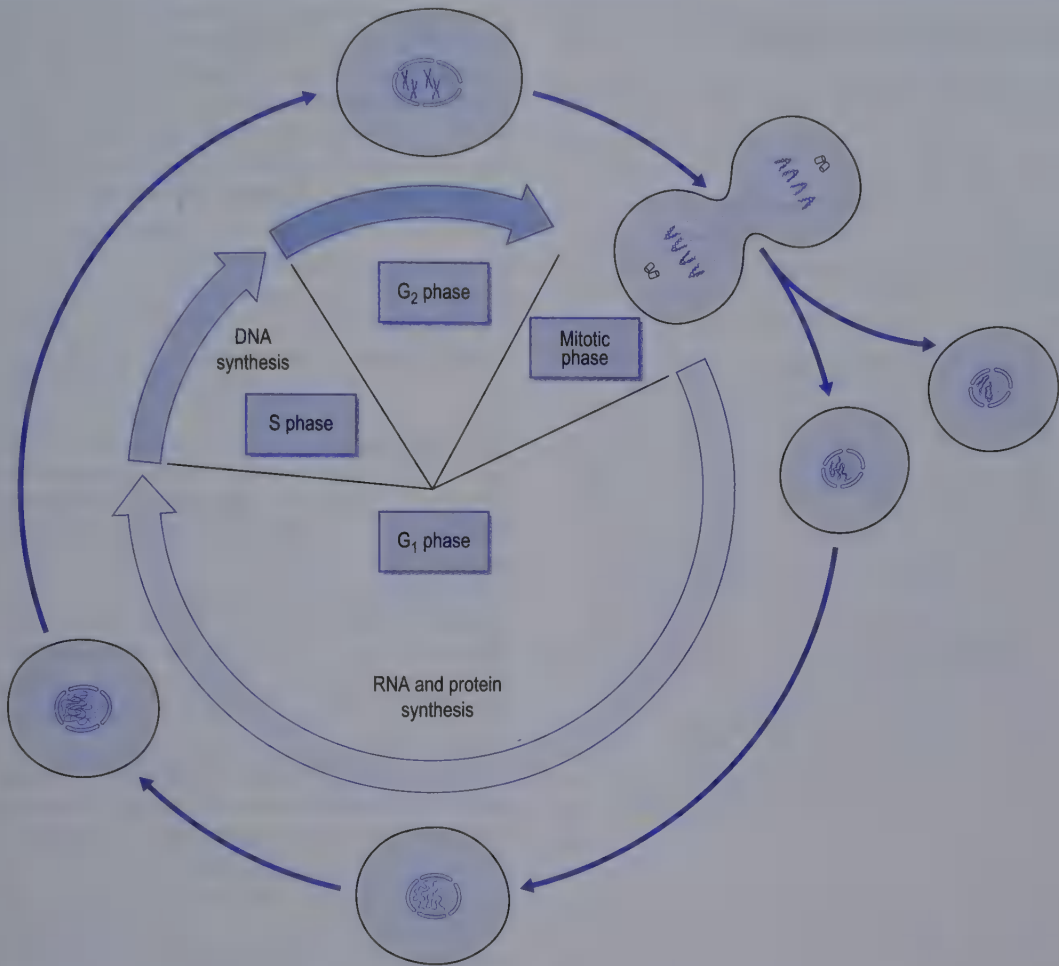 G₂ phase
DNA
synthesis
Mitotic
phase
S phase
G₁ phase
RNA and protein
synthesis